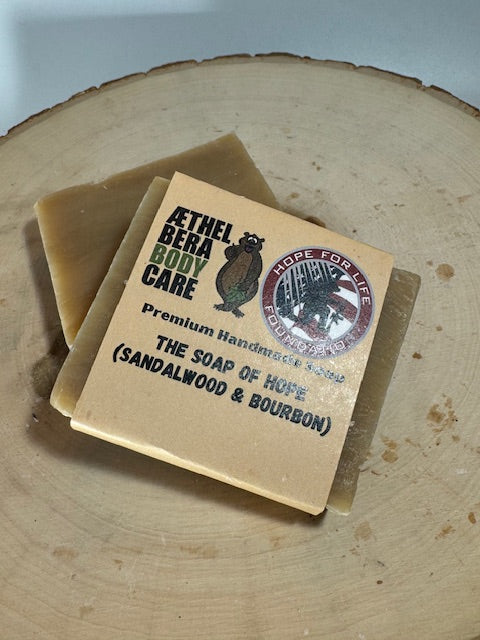 ÆTHEL
BERA
BODY
CARE
HOPE FOR LIFE
FOUNDATION
Premium Handmade Soap
THE SOAP OF HOPE
(SANDALWOOD & BOURBON)